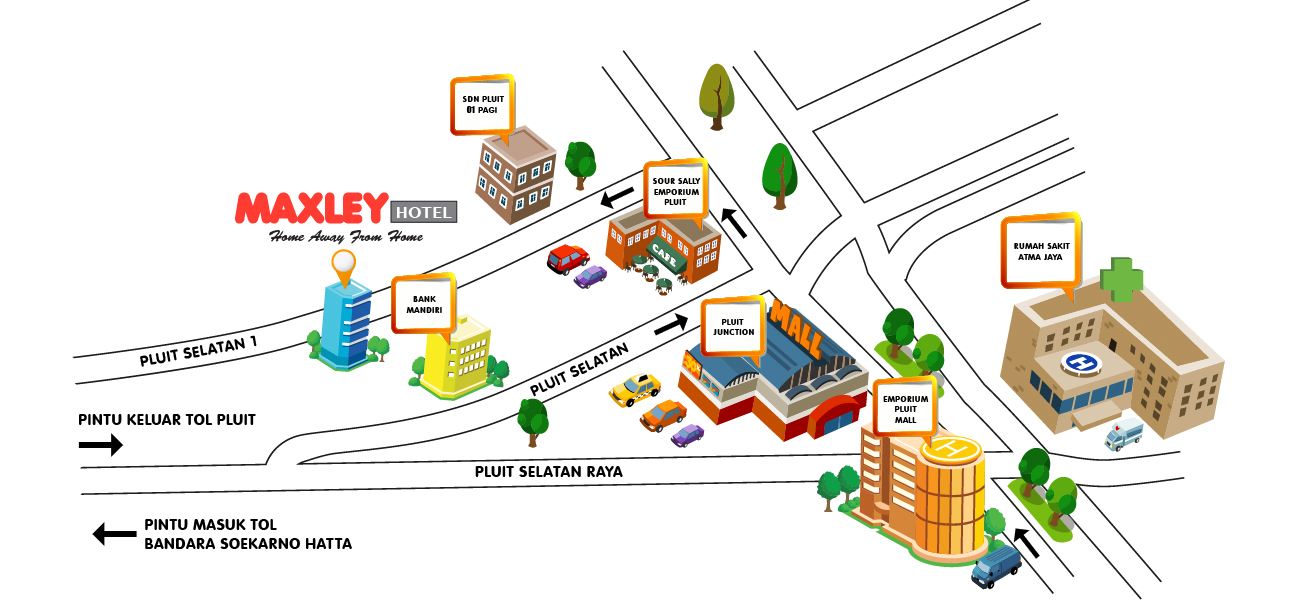 SDN PLUIT
01 PAGI
SOUR SALLY
EMPORIUM
PLUIT
MAXLEY HOTEL
Home Away From Home
CAFE
RUMAH SAKIT
ATMA JAYA
H
BANK
MANDIRI
PLUIT
JUNCTION
MALL
PLUIT SELATAN 1
PLUIT SELATAN
EMPORIUM
PLUIT
MALL
H
PINTU KELUAR TOL PLUIT
PLUIT SELATAN RAYA
PINTU MASUK TOL
BANDARA SOEKARNO HATTA